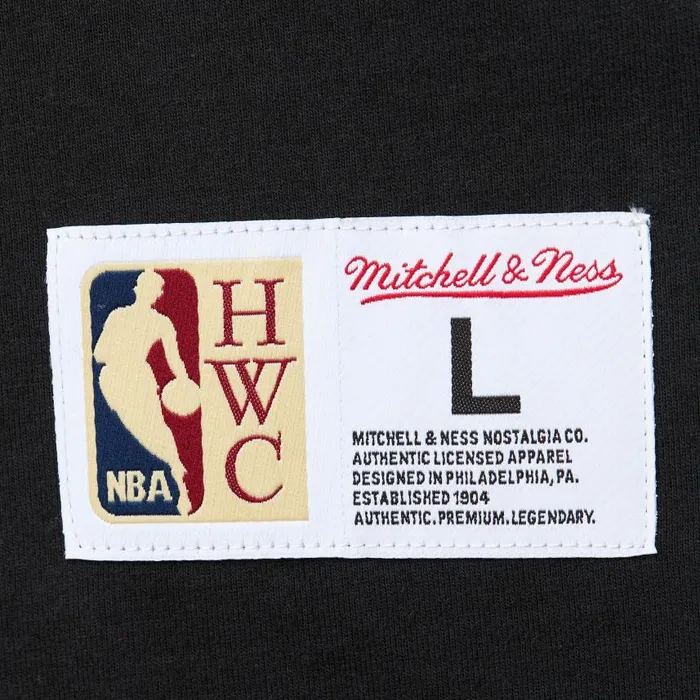 NBA
H
W
C
Mitchell & Ness
L
MITCHELL & NESS NOSTALGIA CO.
AUTHENTIC LICENSED APPAREL
DESIGNED IN PHILADELPHIA, PA.
ESTABLISHED 1904
AUTHENTIC. PREMIUM. LEGENDARY.